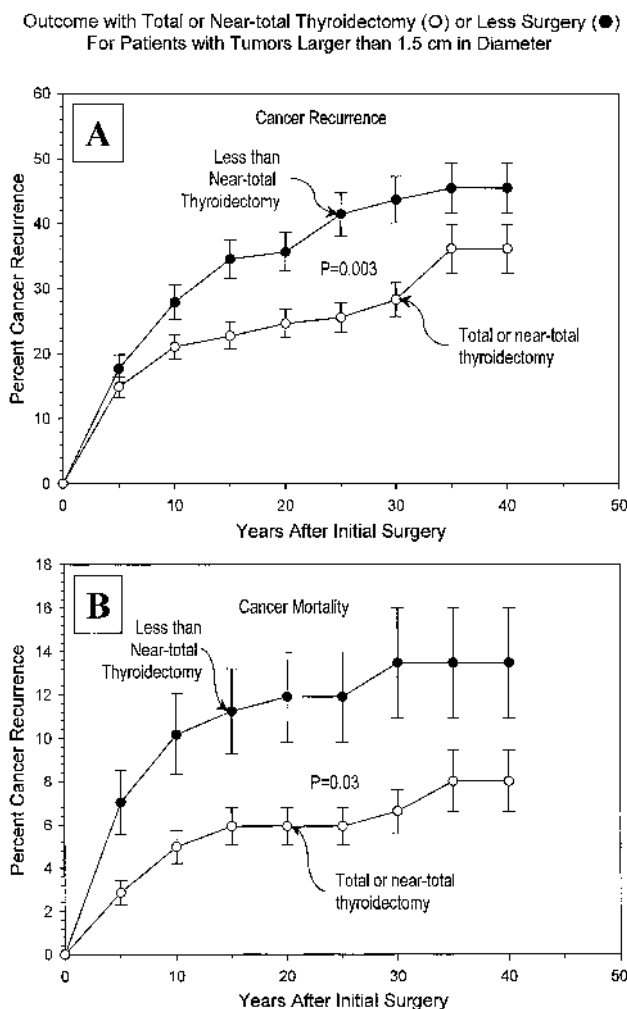 Outcome with Total or Near-total Thyroidectomy (O) or Less Surgery (●)
For Patients with Tumors Larger than 1.5 cm in Diameter
60
A
Cancer Recurrence
50
Less than
Near-total
Thyroidectomy
40
P=0.003
30
20
Total or near-total
thyroidectomy
10
0
Percent Cancer Recurrence
0 10 20 30 40 50
Years After Initial Surgery
18
B
Cancer Mortality
16
Less than
Near-total
Thyroidectomy
14
12
10
8
P=0.03
6
4
Total or near-total
thyroidectomy
2
0
Percent Cancer Recurrence
0 10 20 30 40 50
Years After Initial Surgery